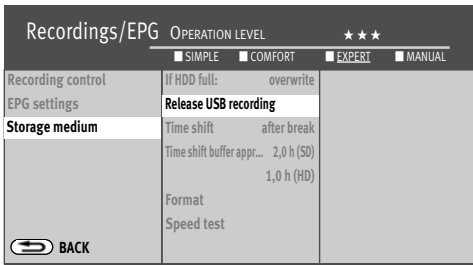 Recordings/EPG OPERATION LEVEL ★★★
SIMPLE COMFORT EXPERT MANUAL
Recording control
EPG settings
Storage medium
If HDD full: overwrite
Release USB recording
Time shift after break
Time shift buffer appr... 2,0 h (SD)
1,0 h (HD)
Format
Speed test
BACK